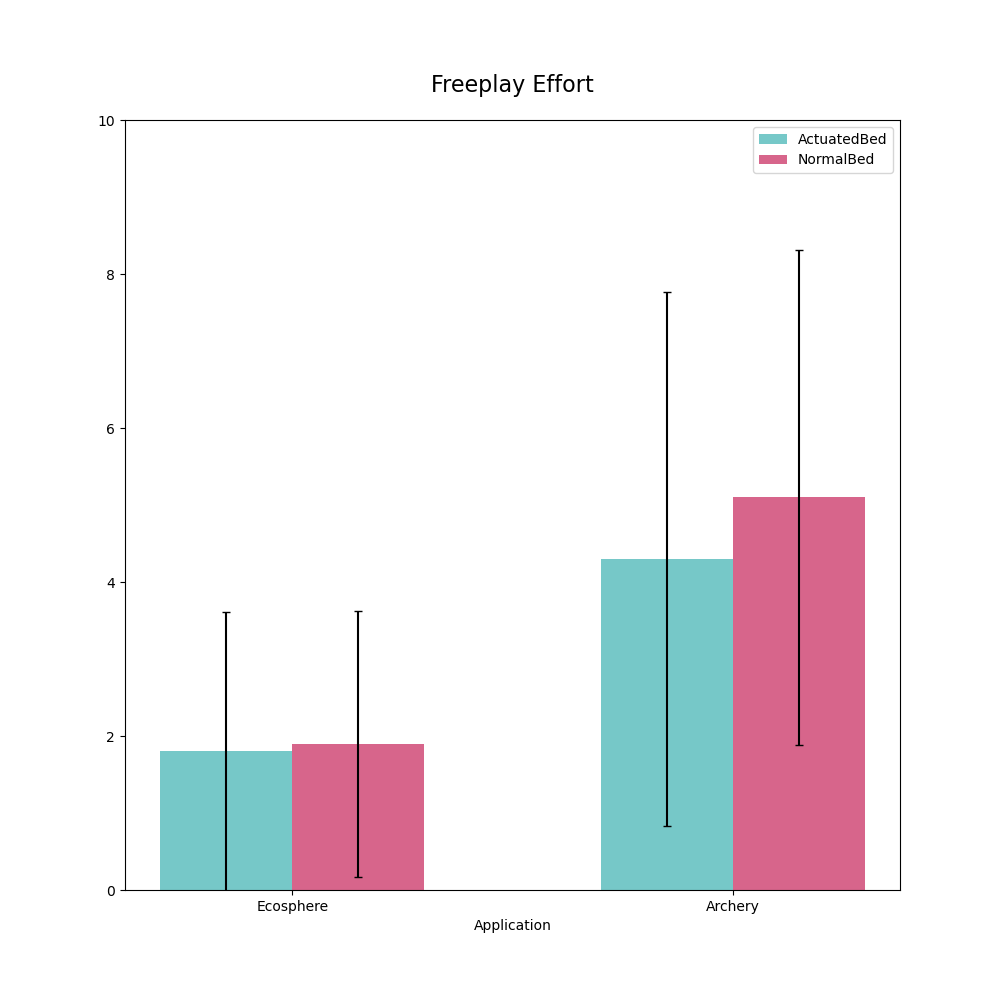 Freeplay Effort
ActuatedBed
NormalBed
10
8
6
4
2
0
Ecosphere
Archery
Application